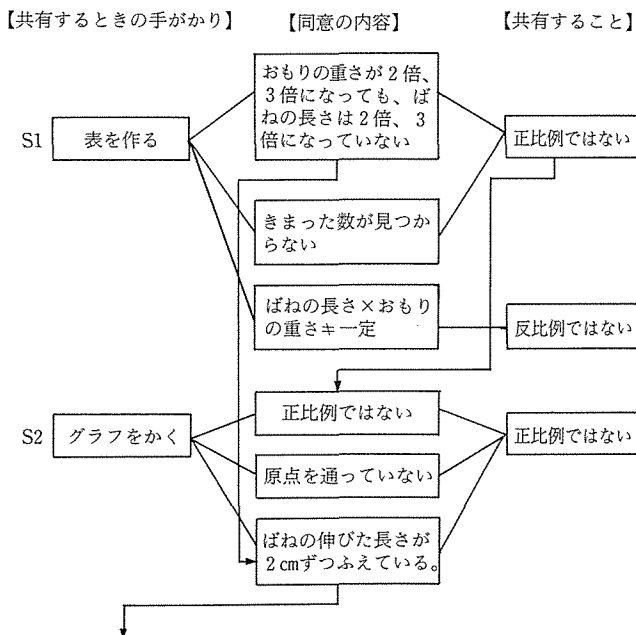 【共有するときの手がかり】 【同意の内容】 【共有すること】
おもりの重さが2倍、
3倍になっても、ば
ねの長さは2倍、3
倍になっていない
S1 表を作る
正比例ではない
きまった数が見つか
らない
ばねの長さ×おもり
の重さ≠一定
反比例ではない
S2 グラフをかく
正比例ではない
正比例ではない
原点を通っていない
ばねの伸びた長さが
2cmずつふえている。